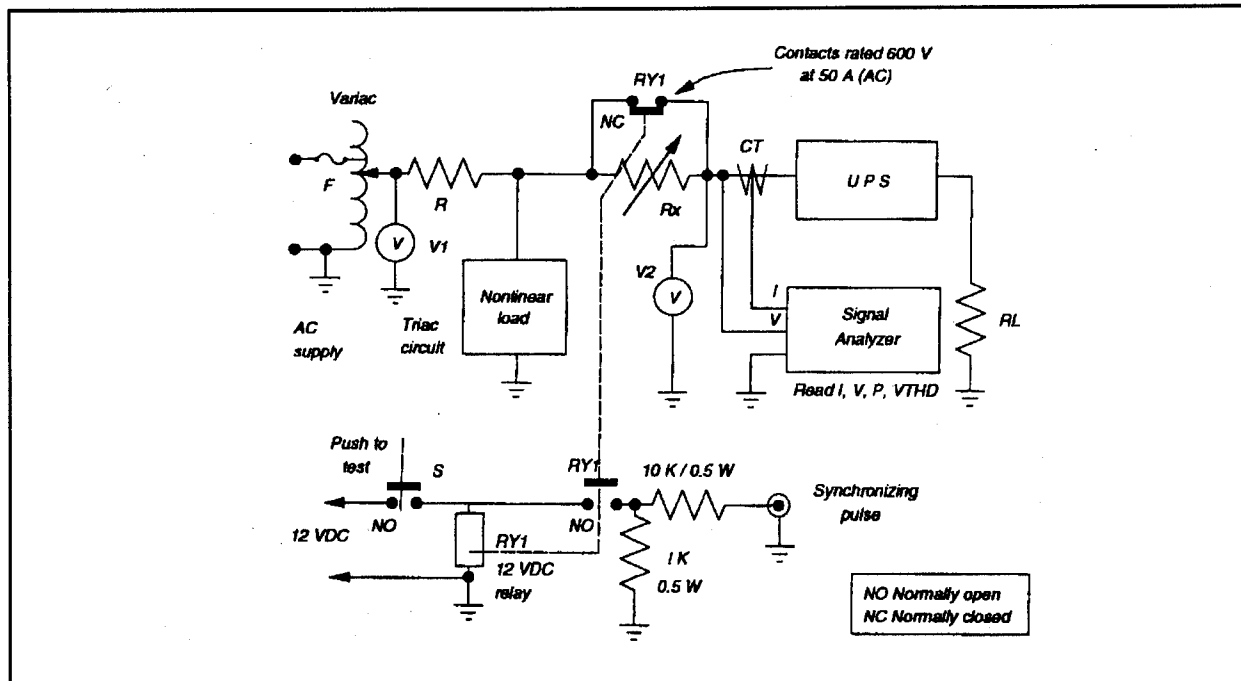 Contacts rated 600 V
at 50 A (AC)
RY1
Variac
NC
CT
UPS
F
R
Rx
V
V1
V2
V
I
V
Nonlinear
load
Signal
Analyzer
RL
AC
supply
Triac
circuit
Read I, V, P, VTHD
Push to
test
S
RY1
10 K / 0.5 W
Synchronizing
pulse
NO
NO
12 VDC
RY1
12 VDC
relay
I K
0.5 W
NO Normally open
NC Normally closed